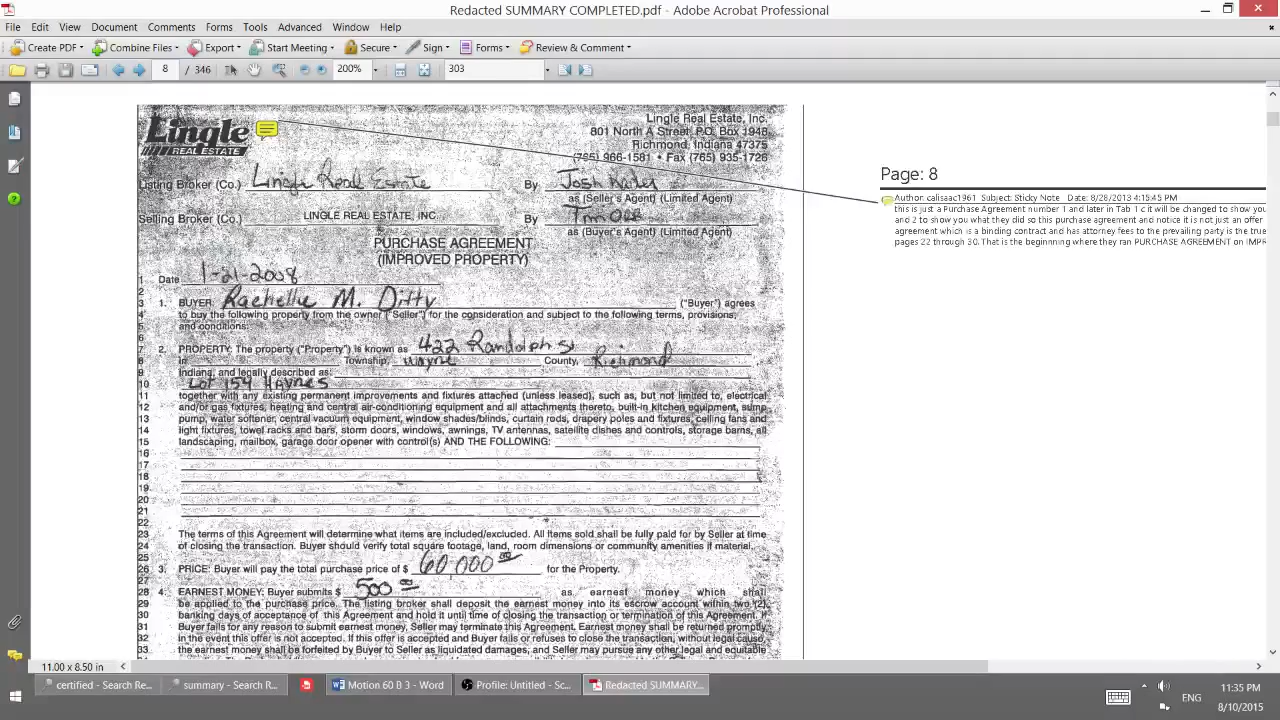 Redacted SUMMARY COMPLETED.pdf - Adobe Acrobat Professional
File Edit View Document Comments Forms Tools Advanced Window Help
Create PDF Combine Files Export Start Meeting Secure Sign Forms Review & Comment
8 / 346 200% 303
Lingle
REAL ESTATE
Lingle Real Estate, Inc.
801 North A Street, P.O. Box 1948
Richmond, Indiana 47375
(765) 966-1581 • Fax (765) 935-1726
Listing Broker (Co.) Lingle Real Estate By Josh
as (Seller's Agent) (Limited Agent)
Selling Broker (Co.) LINGLE REAL ESTATE, INC. By
as (Buyer's Agent) (Limited Agent)
PURCHASE AGREEMENT
(IMPROVED PROPERTY)
1 Date 1-21-2008
2
3 1. BUYER Rachelle M. Ditty ("Buyer") agrees
4 to buy the following property from the owner ("Seller") for the consideration and subject to the following terms, provisions,
5 and conditions:
6
7 2. PROPERTY: The property ("Property") is known as 422 Randolph St
8 in Wayne Township, County, Richmond
9 Indiana, and legally described as:
10 Lot 154 Haynes
11 together with any existing permanent improvements and fixtures attached (unless leased), such as, but not limited to, electrical
12 and/or gas fixtures, heating and central air-conditioning equipment and all attachments thereto, built-in kitchen equipment, sump
13 pump, water softener, central vacuum equipment, window shades/blinds, curtain rods, drapery poles and fixtures, ceiling fans and
14 light fixtures, towel racks and bars, storm doors, windows, awnings, TV antennas, satellite dishes and controls, storage barns, all
15 landscaping, mailbox, garage door opener with control(s) AND THE FOLLOWING:
16
17
18
19
20
21
22
23 The terms of this Agreement will determine what items are included/excluded. All Items sold shall be fully paid for by Seller at time
24 of closing the transaction. Buyer should verify total square footage, land, room dimensions or community amenities if material.
25
26 3. PRICE: Buyer will pay the total purchase price of $ 60,000 00 for the Property.
27
28 4. EARNEST MONEY: Buyer submits $ 500 00 as earnest money which shall
29 be applied to the purchase price. The listing broker shall deposit the earnest money into its escrow account within two (2)
30 banking days of acceptance of this Agreement and hold it until time of closing the transaction or termination of this Agreement. If
31 Buyer fails for any reason to submit earnest money, Seller may terminate this Agreement. Earnest money shall be returned promptly
32 in the event this offer is not accepted. If this offer is accepted and Buyer fails or refuses to close the transaction, without legal cause,
33 the earnest money shall be forfeited by Buyer to Seller as liquidated damages, and Seller may pursue any other legal and equitable
Page: 8
Author: calisaac1961 Subject: Sticky Note Date: 8/26/2013 4:15:45 PM
this is just a Purchase Agreement number 1 and later in Tab 1 c it will be changed to show you
and 2 to show you what they did so this purchase agreement and notice it is not just an offer
agreement which is a binding contract and has attorney fees to the prevailing party is the true
pages 22 through 30. That is the beginning where they ran PURCHASE AGREEMENT on IMPR
11.00 x 8.50 in
certified - Search Re... summary - Search R... Motion 60 B 3 - Word Profile: Untitled - Sc... Redacted SUMMARY...
ENG
11:35 PM
8/10/2015